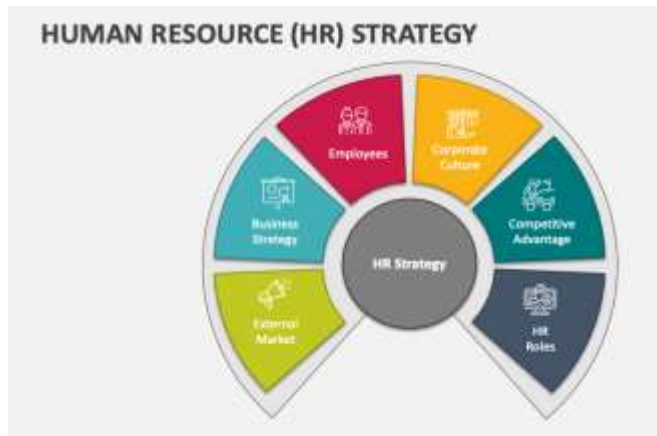 HUMAN RESOURCE (HR) STRATEGY
Employees
Corporate
Culture
Business
Strategy
Competitive
Advantage
HR Strategy
External
Market
HR
Roles